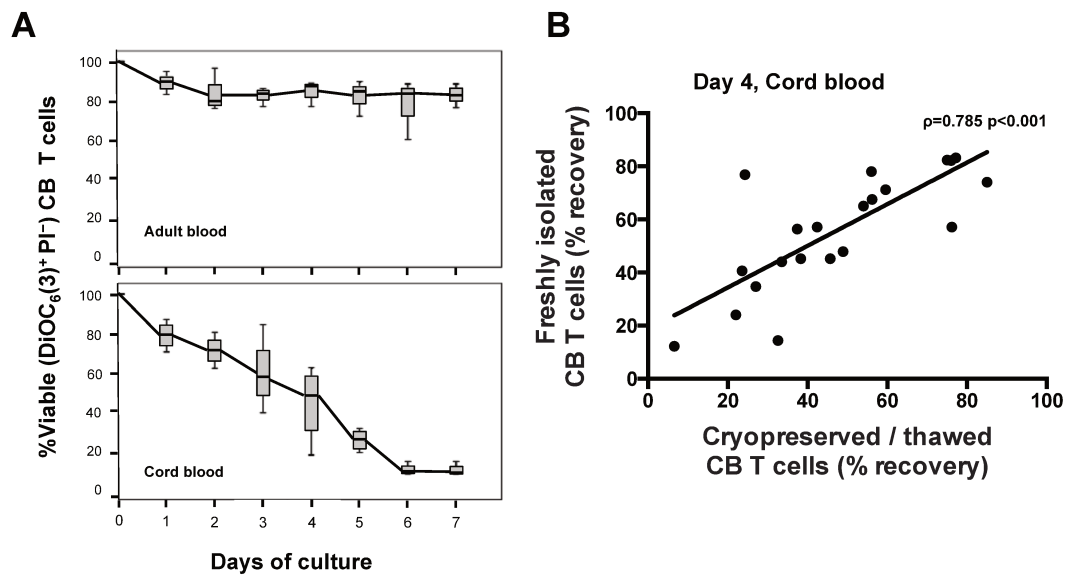 A
%Viable (DiOC6(3)+ PI−) CB T cells
100
80
60
40
20
0
Adult blood
100
80
60
40
20
0
Cord blood
0 1 2 3 4 5 6 7
Days of culture
B
Day 4, Cord blood
ρ=0.785 p<0.001
Freshly isolated
CB T cells (% recovery)
100
80
60
40
20
0
0 20 40 60 80 100
Cryopreserved / thawed
CB T cells (% recovery)